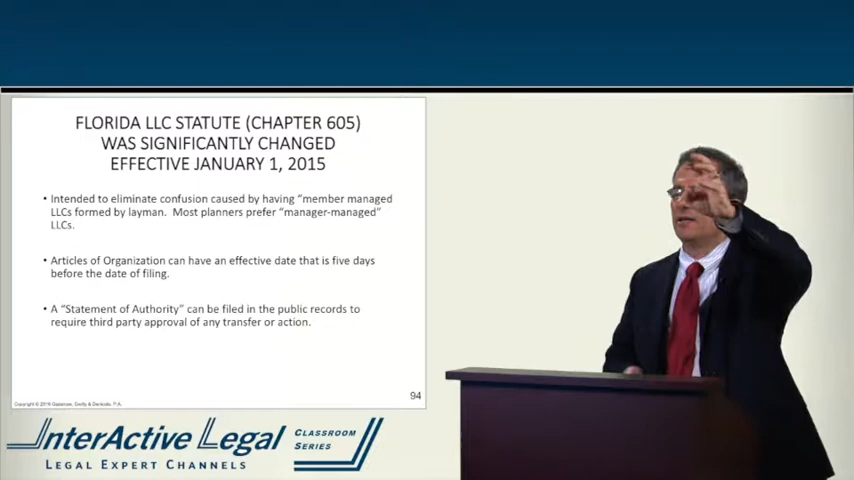 FLORIDA LLC STATUTE (CHAPTER 605)
WAS SIGNIFICANTLY CHANGED
EFFECTIVE JANUARY 1, 2015
• Intended to eliminate confusion caused by having "member managed
LLCs formed by layman. Most planners prefer "manager-managed"
LLCs.
• Articles of Organization can have an effective date that is five days
before the date of filing.
• A "Statement of Authority" can be filed in the public records to
require third party approval of any transfer or action.
94
InterActive Legal
CLASSROOM
SERIES
LEGAL EXPERT CHANNELS